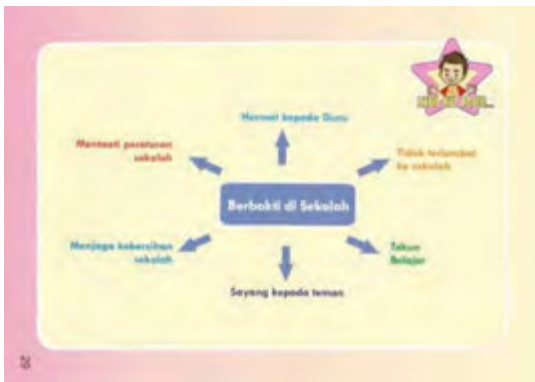 Hormat kepada Guru
Mentaati peraturan
sekolah
Tidak terlambat
ke sekolah
Berbakti di Sekolah
Menjaga kebersihan
sekolah
Tekun
Belajar
Sayang kepada teman